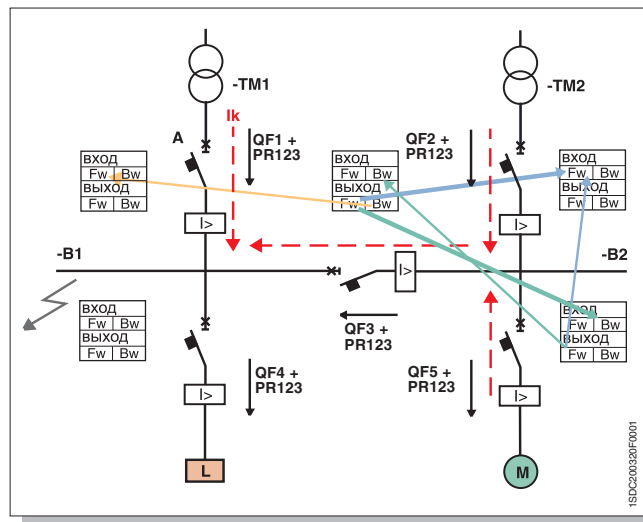 -TM1
-TM2
Ik
A
QF1 +
PR123
QF2 +
PR123
ВХОД
Fw Bw
ВЫХОД
Fw Bw
ВХОД
Fw Bw
ВЫХОД
Fw Bw
ВХОД
Fw Bw
ВЫХОД
Fw Bw
I>
I>
-B1
-B2
I>
ВХОД
Fw Bw
ВЫХОД
Fw Bw
ВХОД
Fw Bw
ВЫХОД
Fw Bw
QF3 +
PR123
QF4 +
PR123
QF5 +
PR123
I>
I>
L
M
1SDC200320F0001